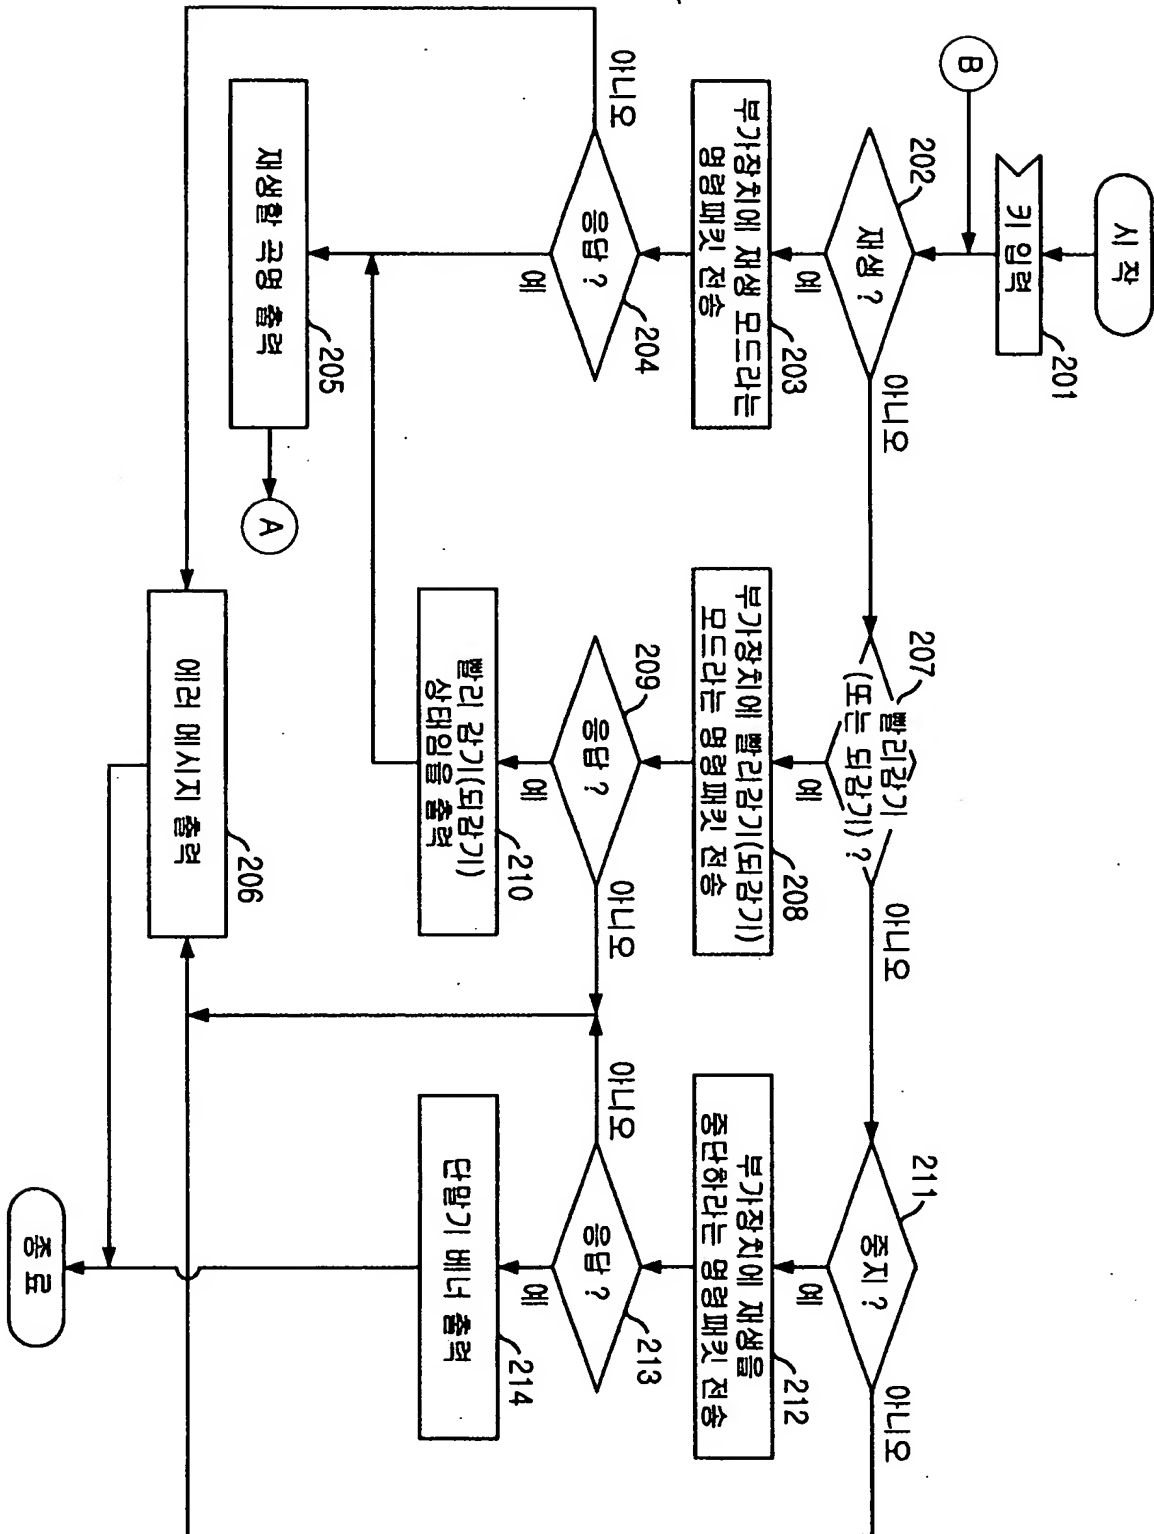 시 작
키 입력
201
B
202
재생 ?
예
아니오
부가장치에 재생 모드라는
명령패킷 전송
203
응답 ?
204
예
아니오
재생할 곡명 출력
205
A
에러 메시지 출력
206
207
빨리감기
(또는 되감기) ?
예
아니오
부가장치에 빨리감기(되감기)
모드라는 명령패킷 전송
208
209
응답 ?
예
아니오
빨리 감기(되감기)
상태임을 출력
210
211
중지 ?
예
아니오
부가장치에 재생을
중단하라는 명령패킷 전송
212
응답 ?
213
예
아니오
단말기 베너 출력
214
종 료